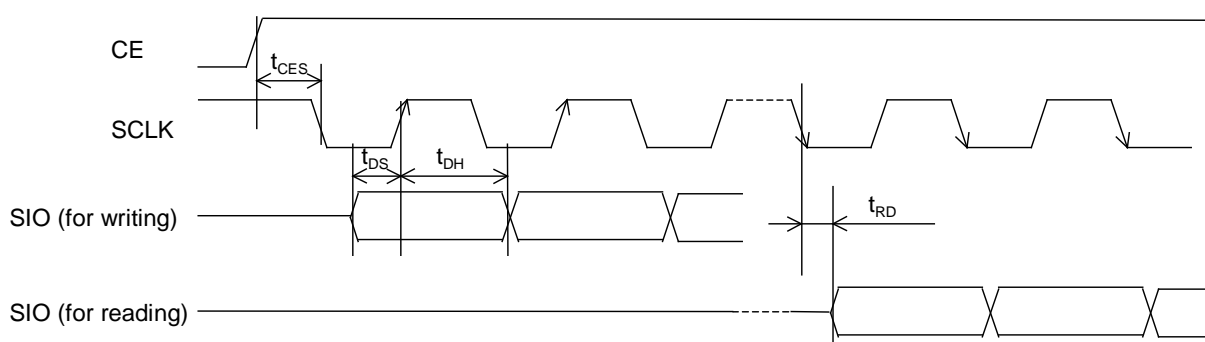 CE
tCES
SCLK
tDS
tDH
SIO (for writing)
tRD
SIO (for reading)